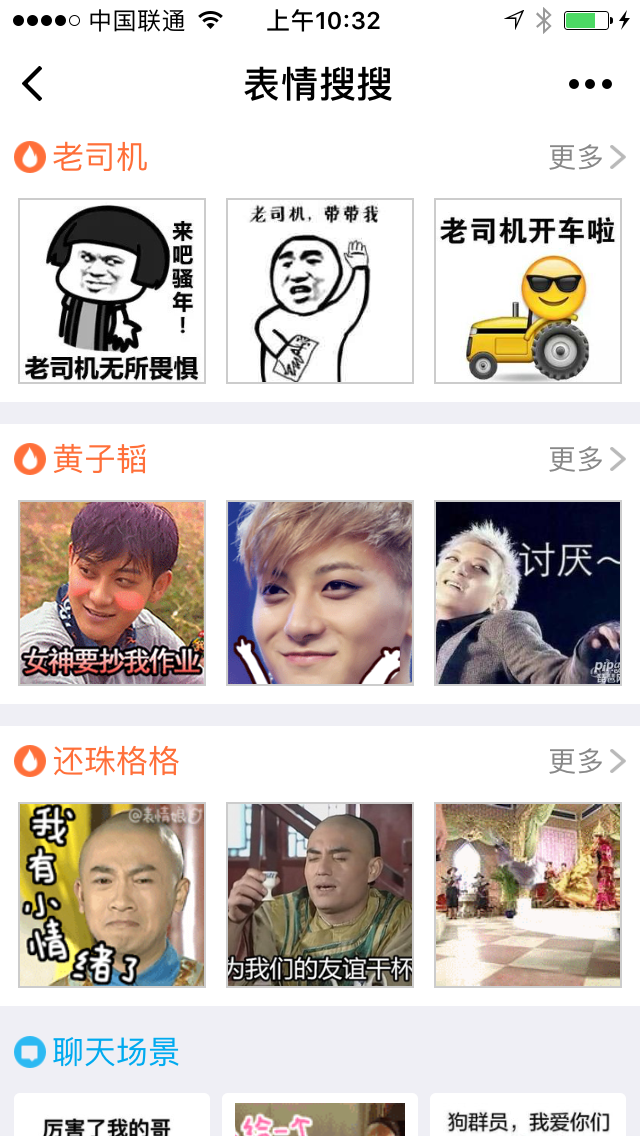 中国联通 上午10:32
表情搜搜
老司机 更多
来吧骚年！
老司机无所畏惧
老司机，带带我
老司机开车啦
黄子韬 更多
女神要抄我作业
讨厌～
还珠格格 更多
我有小情绪了
@表情娘
为我们的友谊干杯
聊天场景
厉害了我的哥
给一个
狗群员，我爱你们